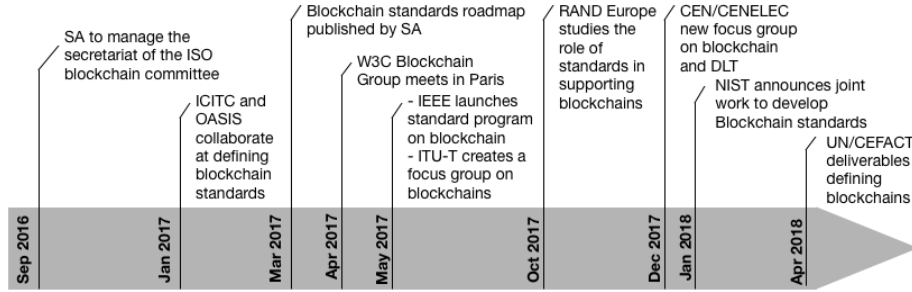 SA to manage the
secretariat of the ISO
blockchain committee
ICITC and
OASIS
collaborate
at defining
blockchain
standards
Blockchain standards roadmap
published by SA
W3C Blockchain
Group meets in Paris
- IEEE launches
standard program
on blockchain
- ITU-T creates a
focus group on
blockchains
RAND Europe
studies the
role of
standards in
supporting
blockchains
CEN/CENELEC
new focus group
on blockchain
and DLT
NIST announces joint
work to develop
Blockchain standards
UN/CEFACT
deliverables
defining
blockchains
Sep 2016
Jan 2017
Mar 2017
Apr 2017
May 2017
Oct 2017
Dec 2017
Jan 2018
Apr 2018